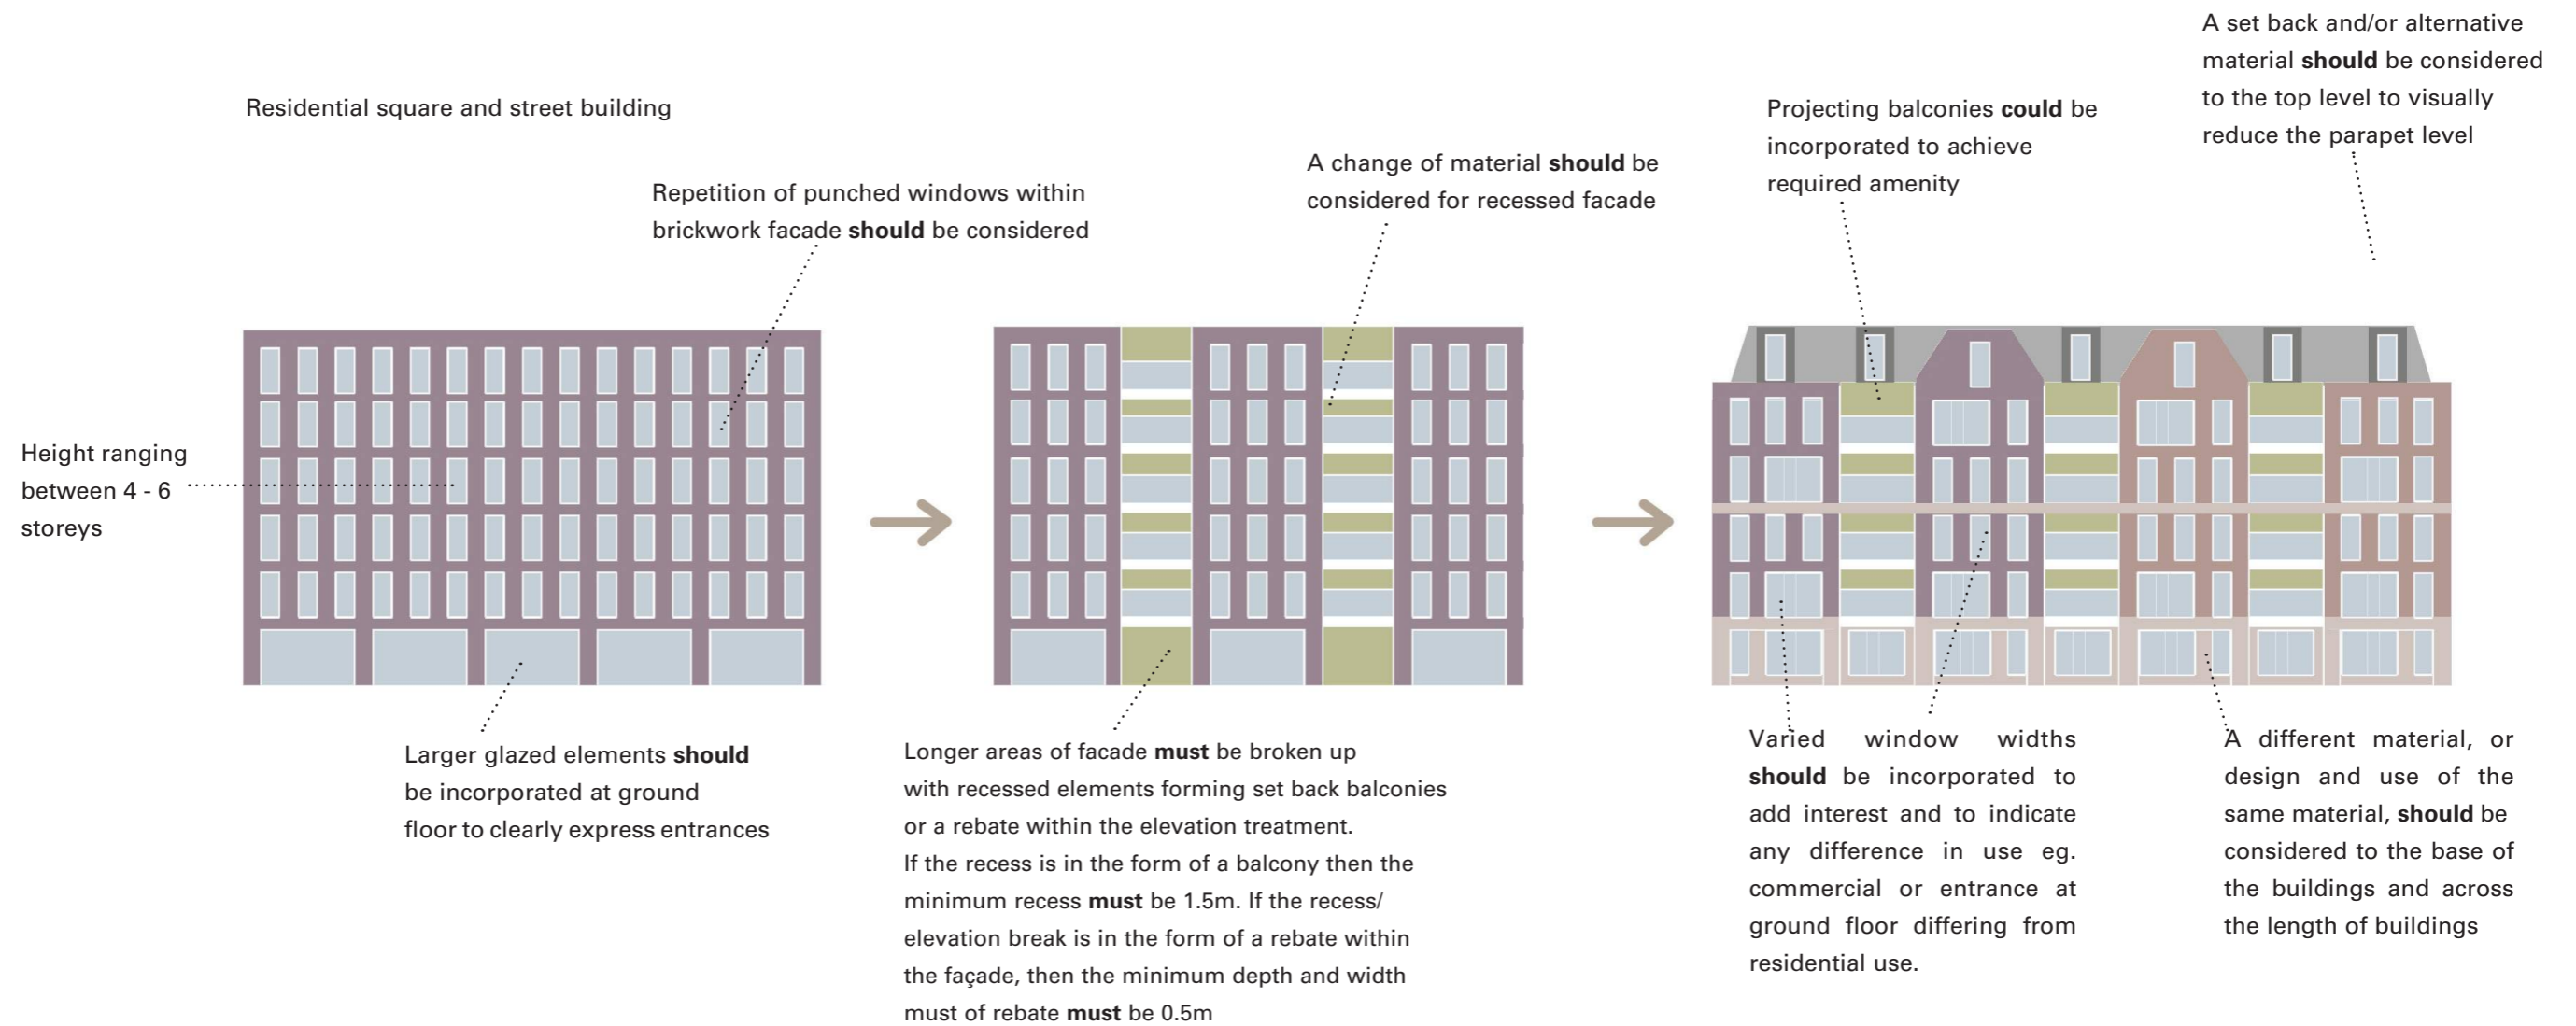 Residential square and street building
Repetition of punched windows within
brickwork facade should be considered
A change of material should be
considered for recessed facade
Projecting balconies could be
incorporated to achieve
required amenity
A set back and/or alternative
material should be considered
to the top level to visually
reduce the parapet level
Height ranging
between 4 - 6
storeys
Larger glazed elements should
be incorporated at ground
floor to clearly express entrances
Longer areas of facade must be broken up
with recessed elements forming set back balconies
or a rebate within the elevation treatment.
If the recess is in the form of a balcony then the
minimum recess must be 1.5m. If the recess/
elevation break is in the form of a rebate within
the façade, then the minimum depth and width
must of rebate must be 0.5m
Varied window widths
should be incorporated to
add interest and to indicate
any difference in use eg.
commercial or entrance at
ground floor differing from
residential use.
A different material, or
design and use of the
same material, should be
considered to the base of
the buildings and across
the length of buildings